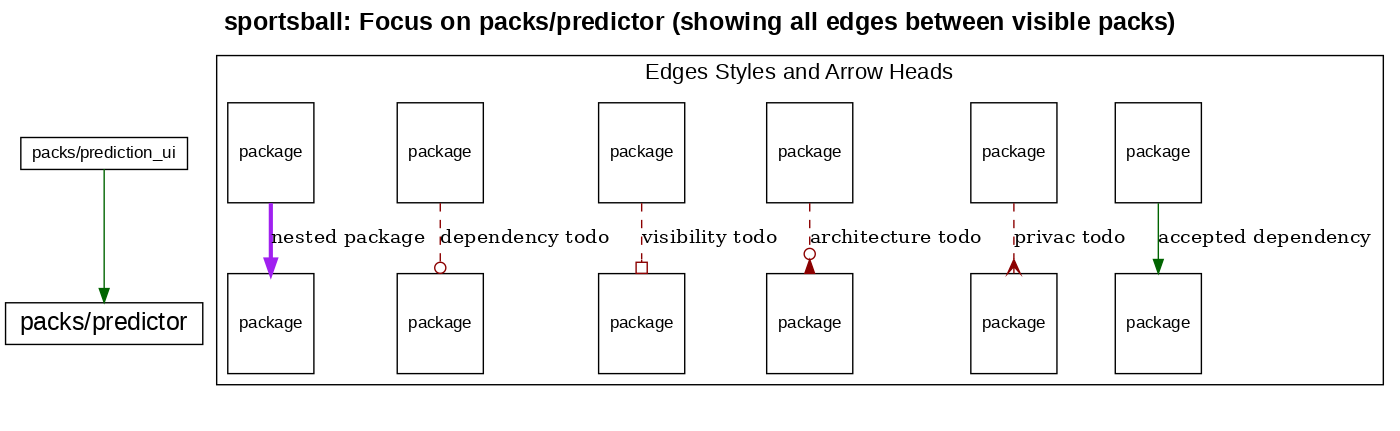 sportsball: Focus on packs/predictor (showing all edges between visible packs)
Edges Styles and Arrow Heads
packs/prediction_ui
package
package
package
package
package
package
nested package
dependency todo
visibility todo
architecture todo
privac todo
accepted dependency
packs/predictor
package
package
package
package
package
package